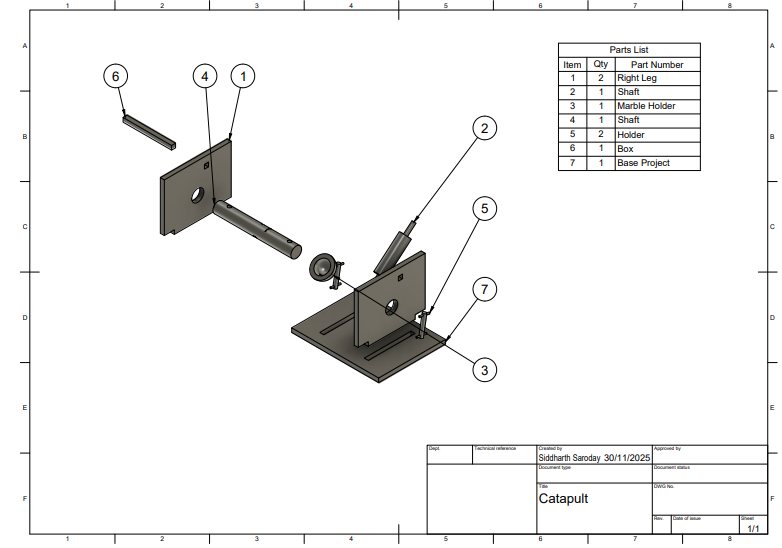 1 2 3 4 5 6 7 8
A A
Parts List
Item Qty Part Number
1 2 Right Leg
2 1 Shaft
3 1 Marble Holder
4 1 Shaft
5 2 Holder
6 1 Box
7 1 Base Project
6 4 1
B B
2
C C
5
7
D D
3
E E
Dept. Technical reference Created by Approved by
Siddharth Saroday 30/11/2025
Document type Document status
Title DWG No.
Catapult
F F
Rev. Date of issue Sheet
1/1
1 2 3 4 5 6 7 8